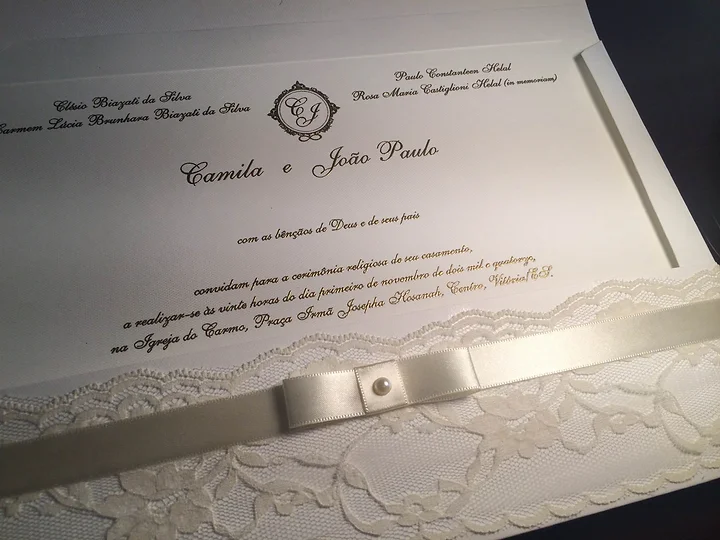 Clésio Biazati da Silva
Carmem Lúcia Brunhara Biazati da Silva
Paulo Constanteen Helal
Rosa Maria Castiglioni Helal (in memoriam)
CJ
Camila e João Paulo
com as bênçãos de Deus e de seus pais
convidam para a cerimônia religiosa de seu casamento,
a realizar-se às vinte horas do dia primeiro de novembro de dois mil e quatorze,
na Igreja do Carmo, Praça Irmã Josepha Hosanah, Centro, Vitória/ES.